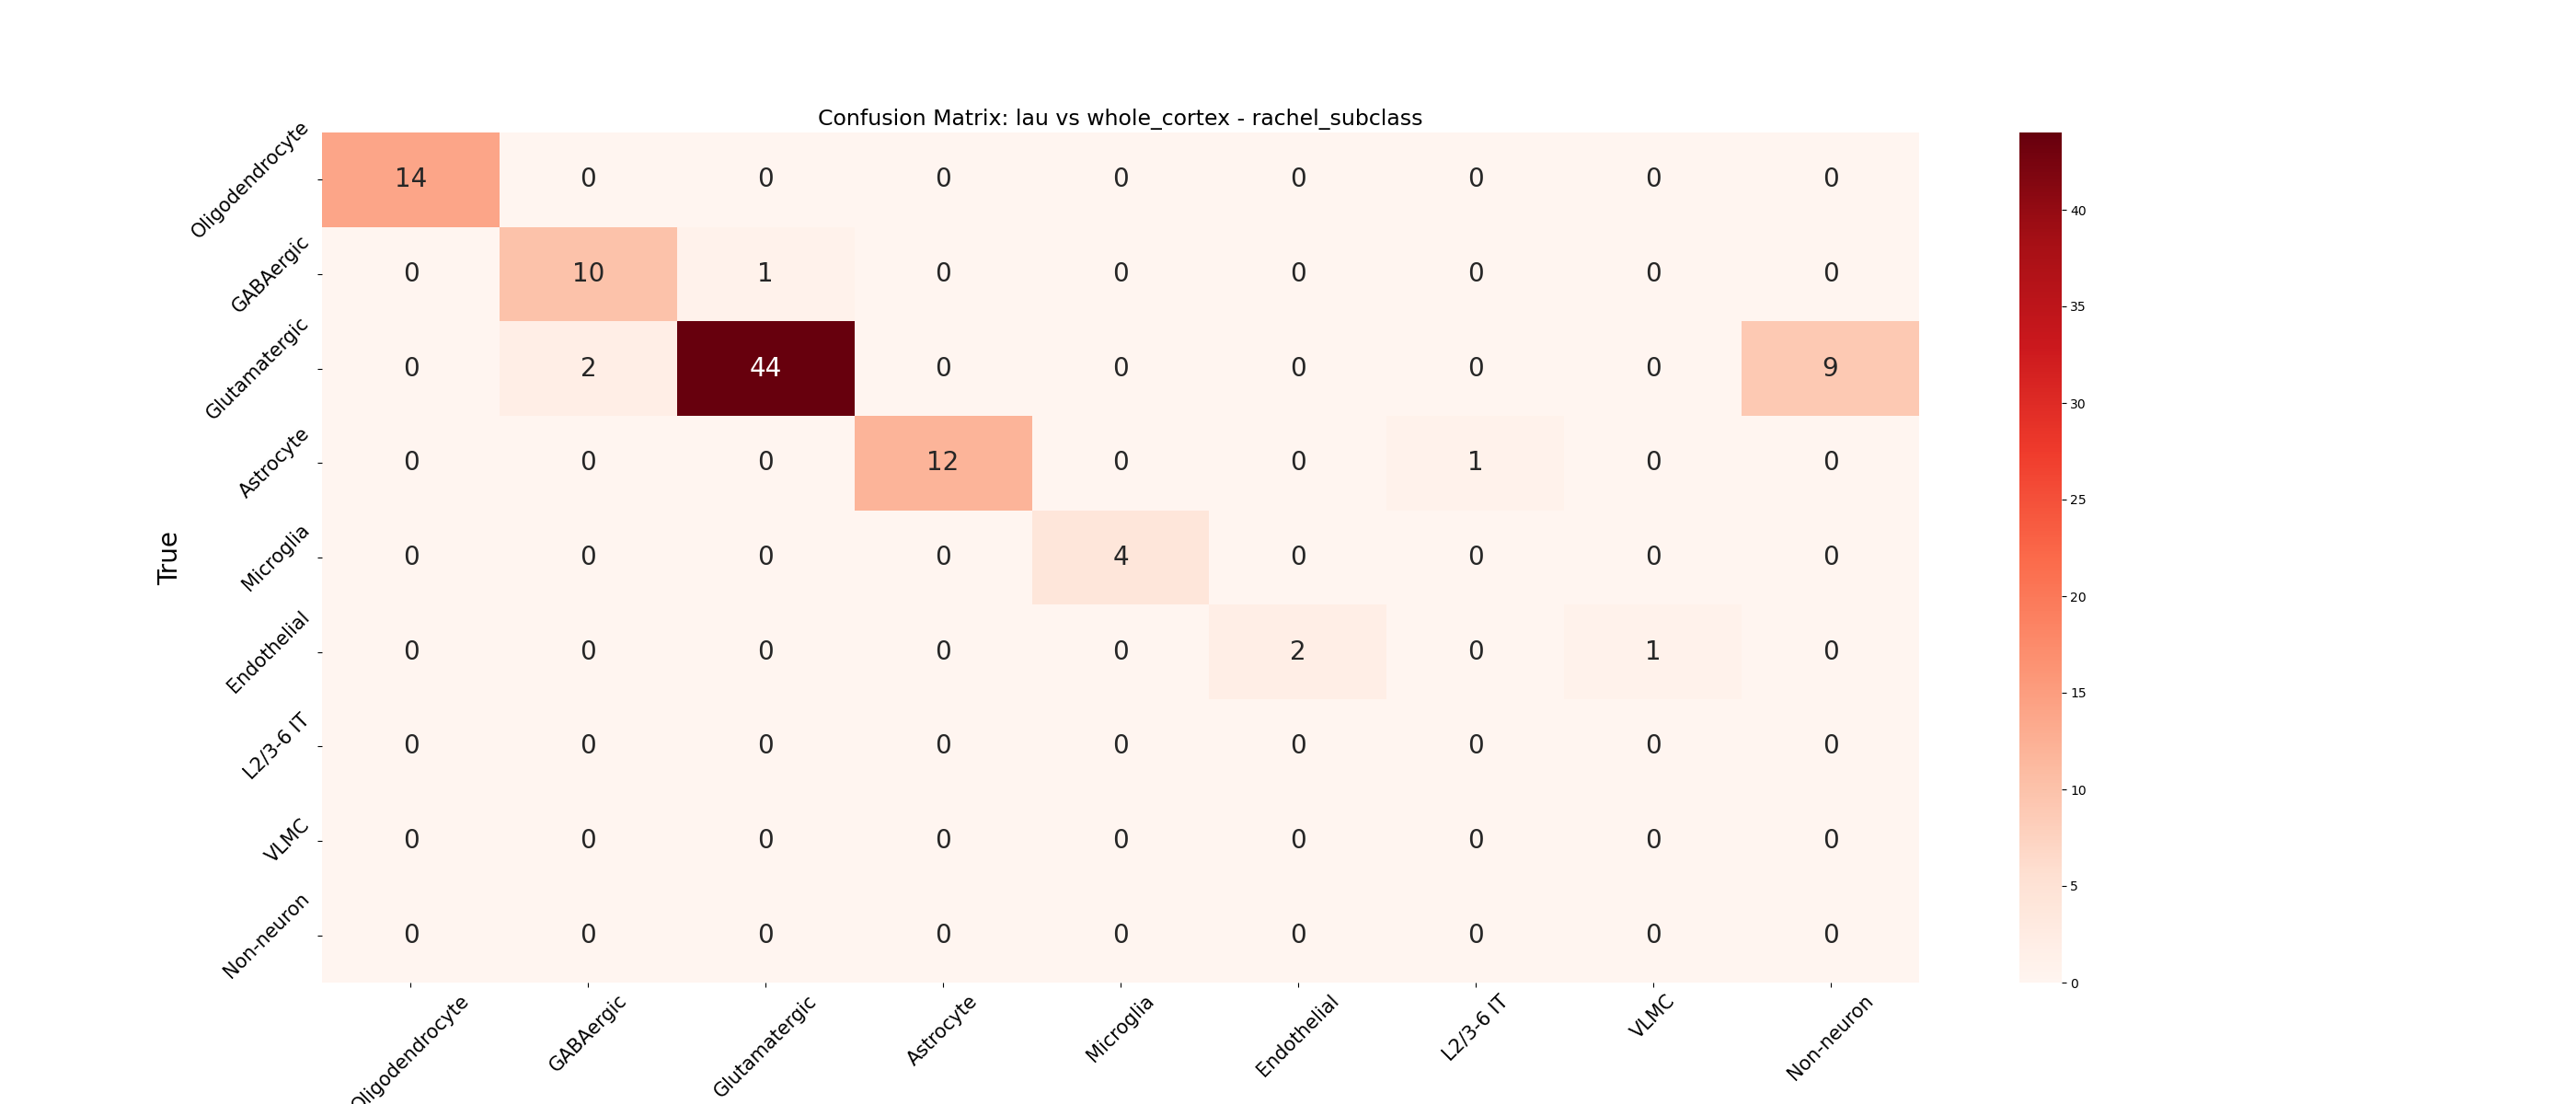 Confusion Matrix: lau vs whole_cortex - rachel_subclass
True
Oligodendrocyte 14 0 0 0 0 0 0 0 0
GABAergic 0 10 1 0 0 0 0 0 0
Glutamatergic 0 2 44 0 0 0 0 0 9
Astrocyte 0 0 0 12 0 0 1 0 0
Microglia 0 0 0 0 4 0 0 0 0
Endothelial 0 0 0 0 0 2 0 1 0
L2/3-6 IT 0 0 0 0 0 0 0 0 0
VLMC 0 0 0 0 0 0 0 0 0
Non-neuron 0 0 0 0 0 0 0 0 0
Oligodendrocyte GABAergic Glutamatergic Astrocyte Microglia Endothelial L2/3-6 IT VLMC Non-neuron
40
35
30
25
20
15
10
5
0